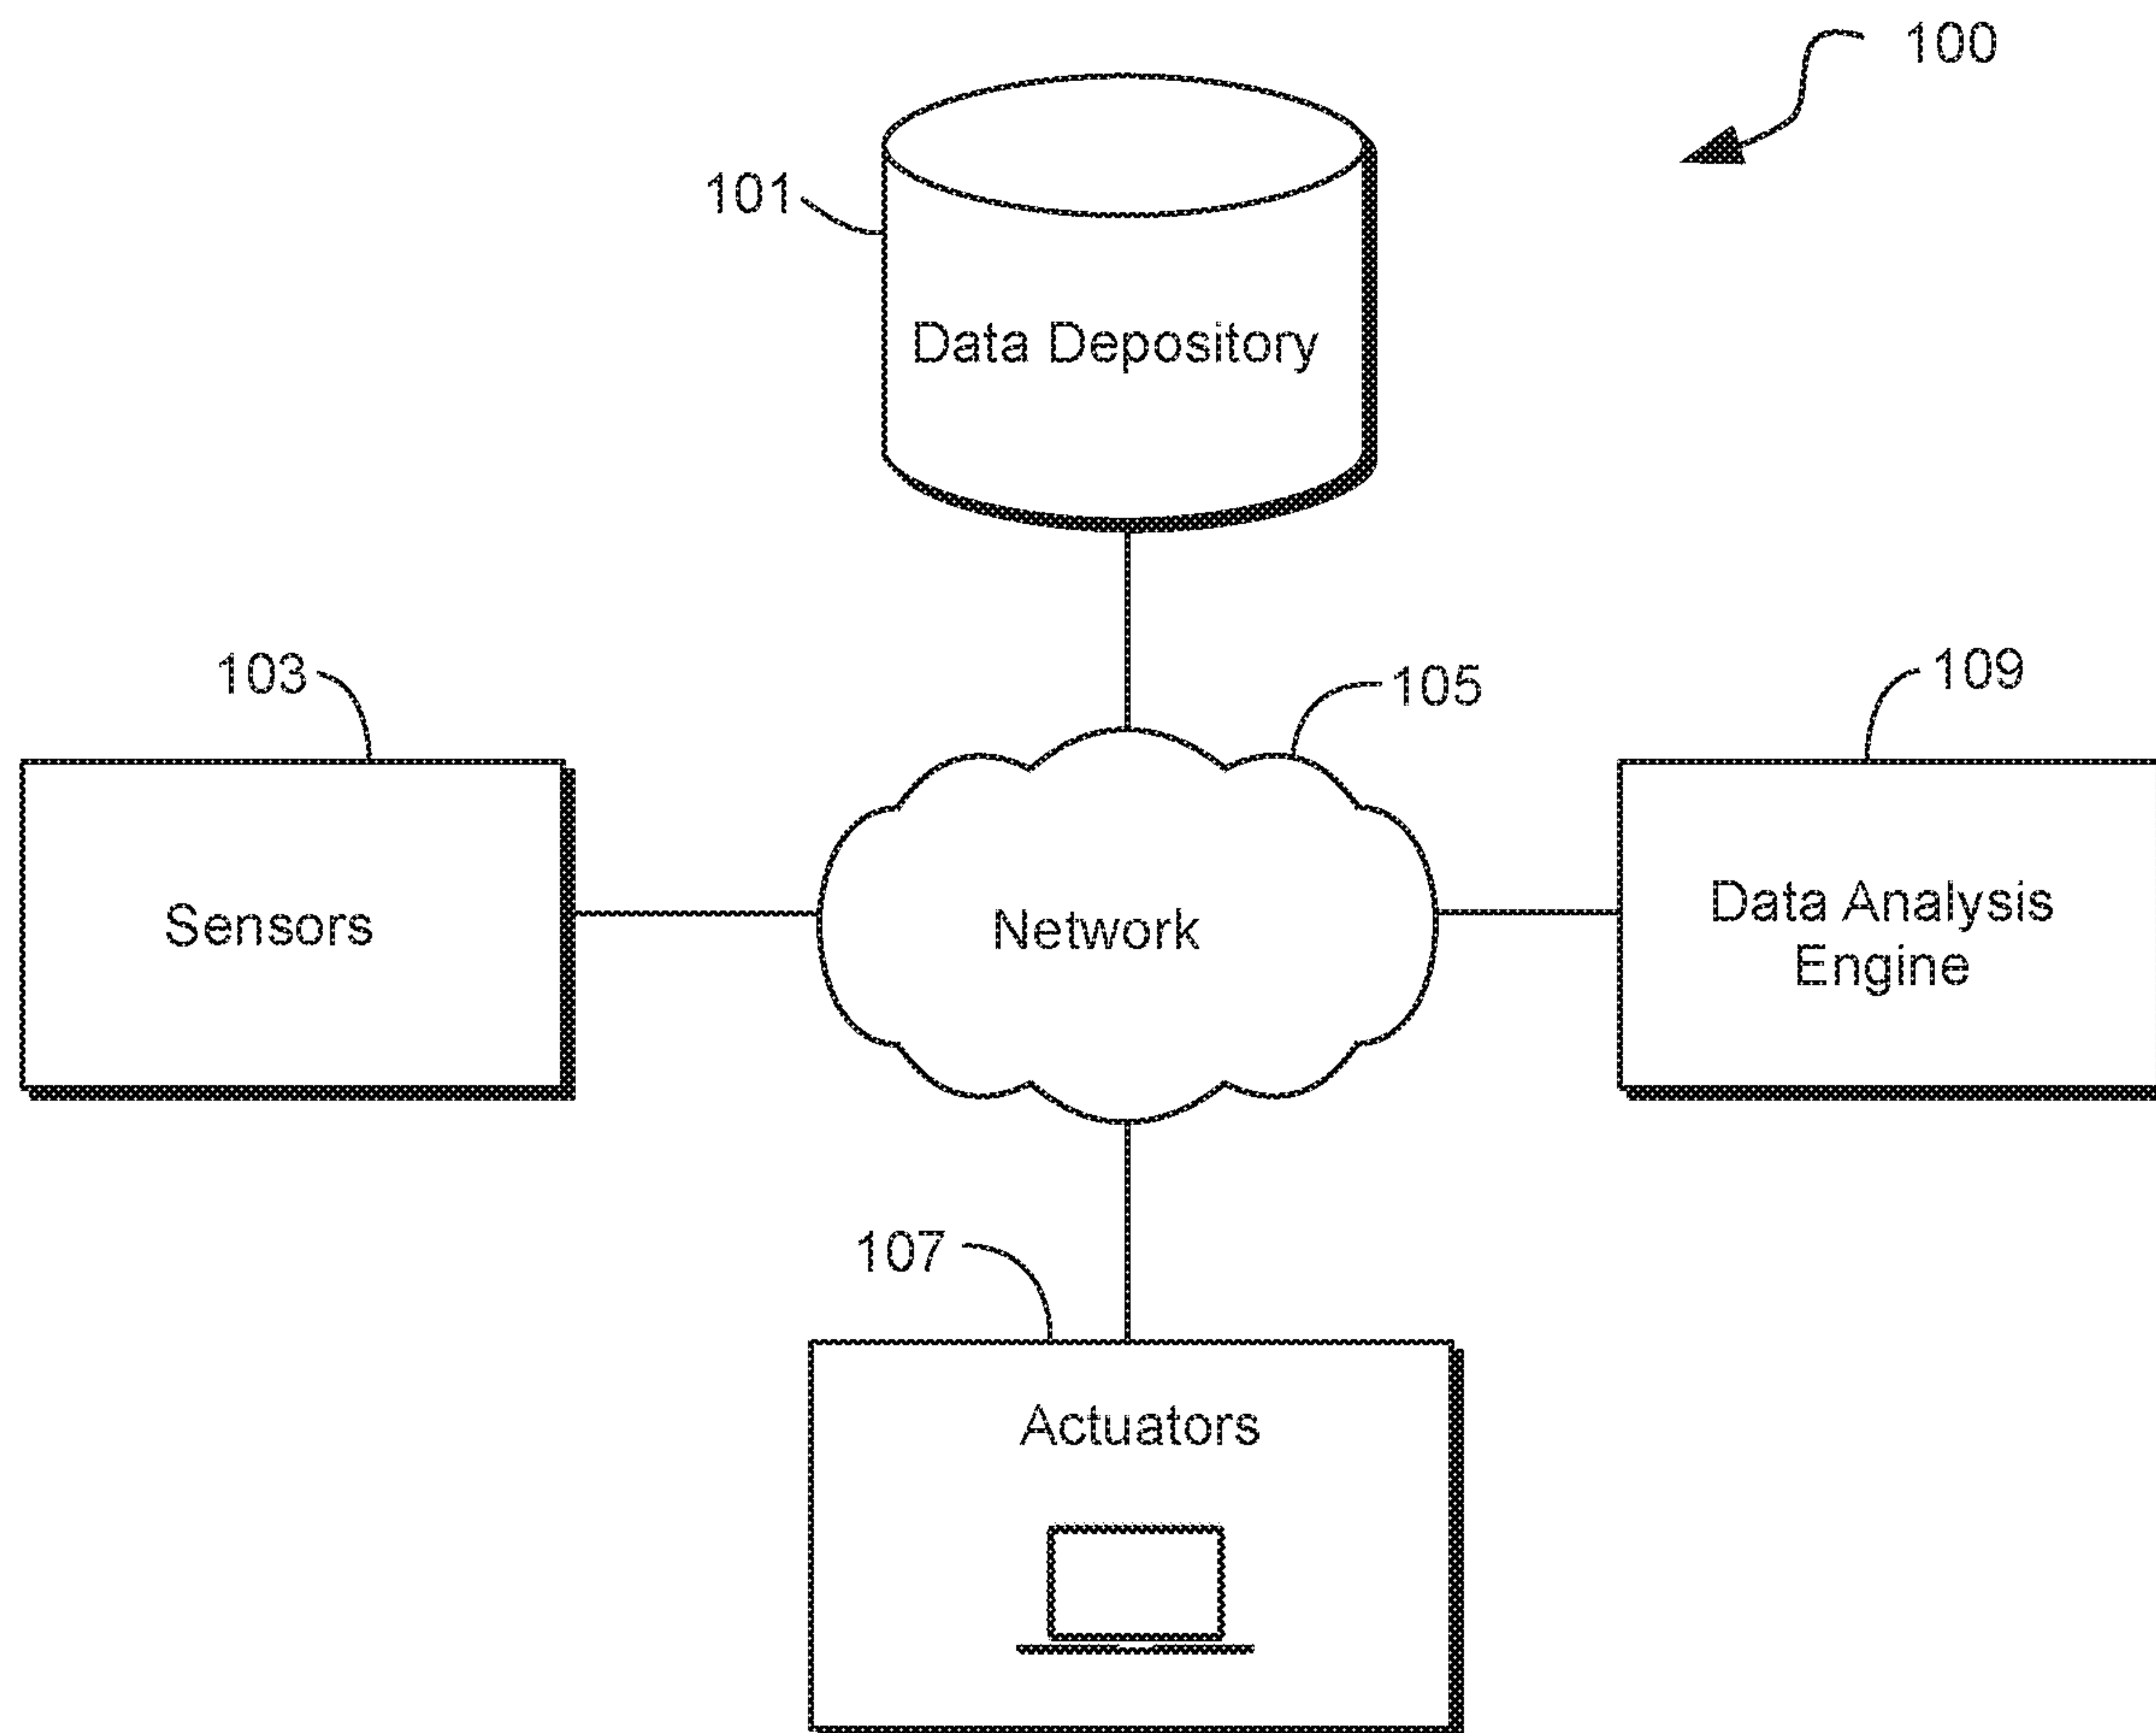 100
101
Data Depository
103
105
109
Sensors
Network
Data Analysis
Engine
107
Actuators